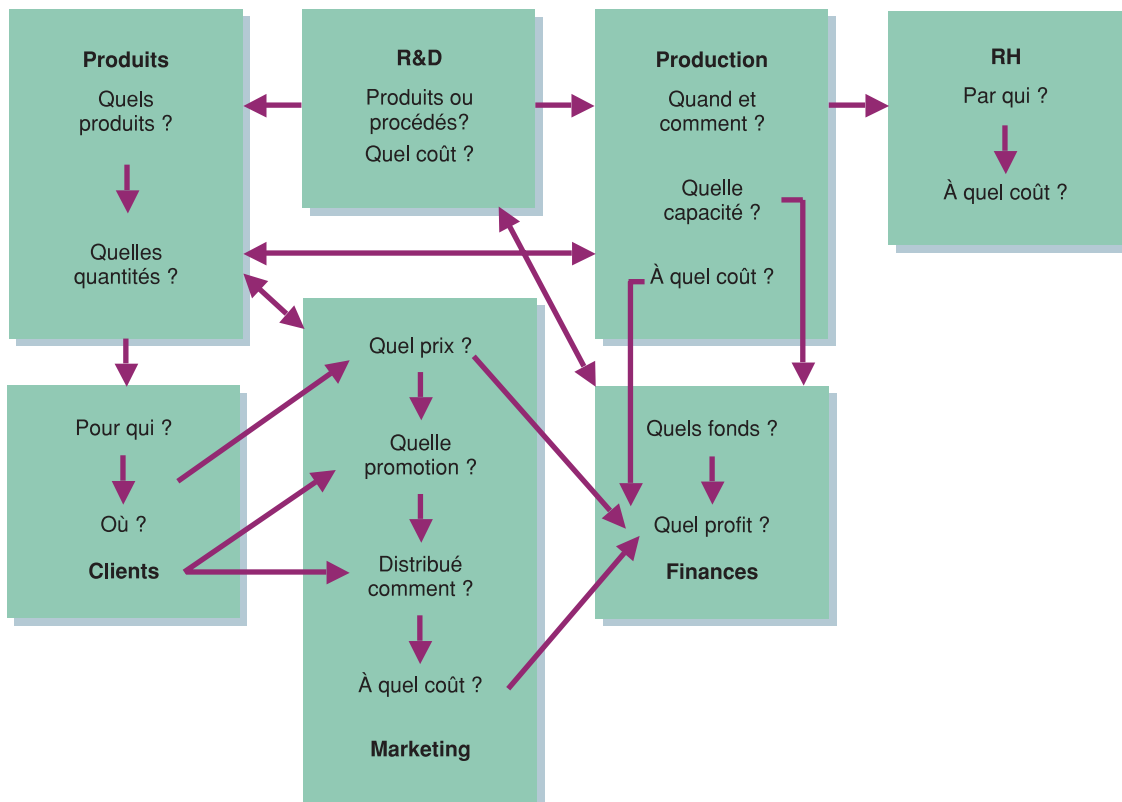 Produits
Quels
produits ?
Quelles
quantités ?
R&D
Produits ou
procédés?
Quel coût ?
Production
Quand et
comment ?
Quelle
capacité ?
À quel coût ?
RH
Par qui ?
À quel coût ?
Pour qui ?
Où ?
Clients
Quel prix ?
Quelle
promotion ?
Distribué
comment ?
À quel coût ?
Marketing
Quels fonds ?
Quel profit ?
Finances